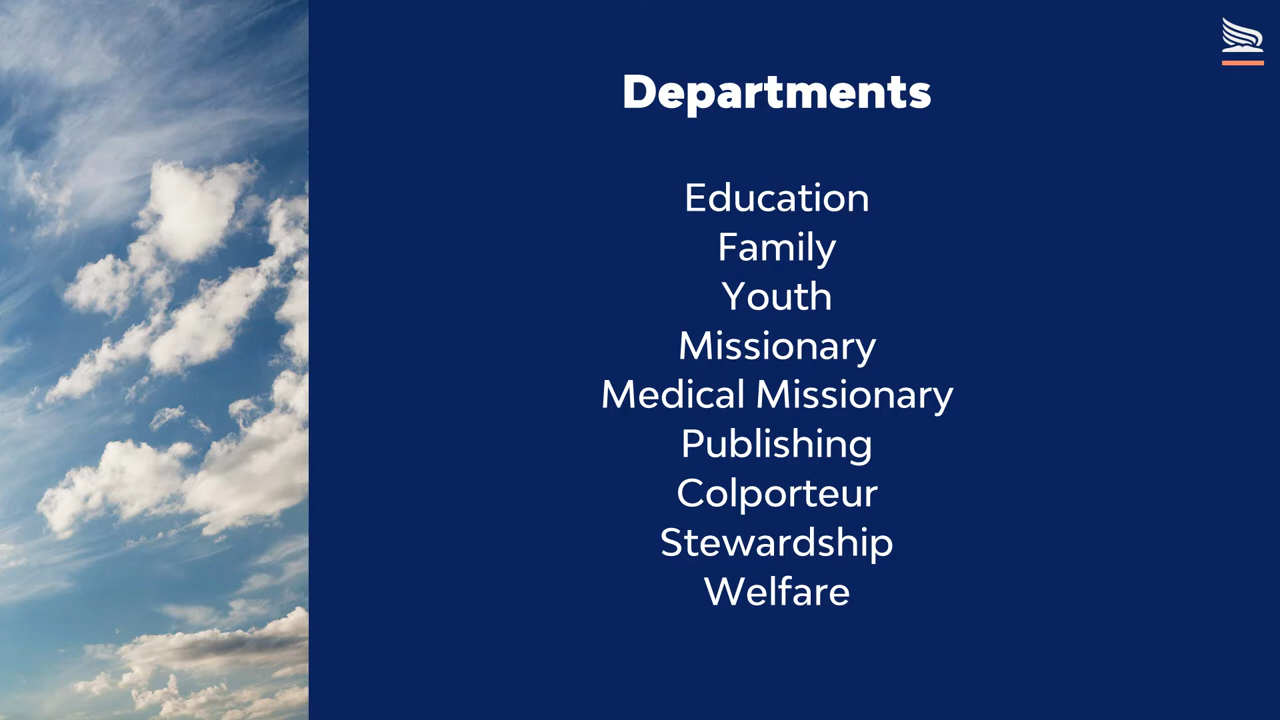 Departments
Education
Family
Youth
Missionary
Medical Missionary
Publishing
Colporteur
Stewardship
Welfare